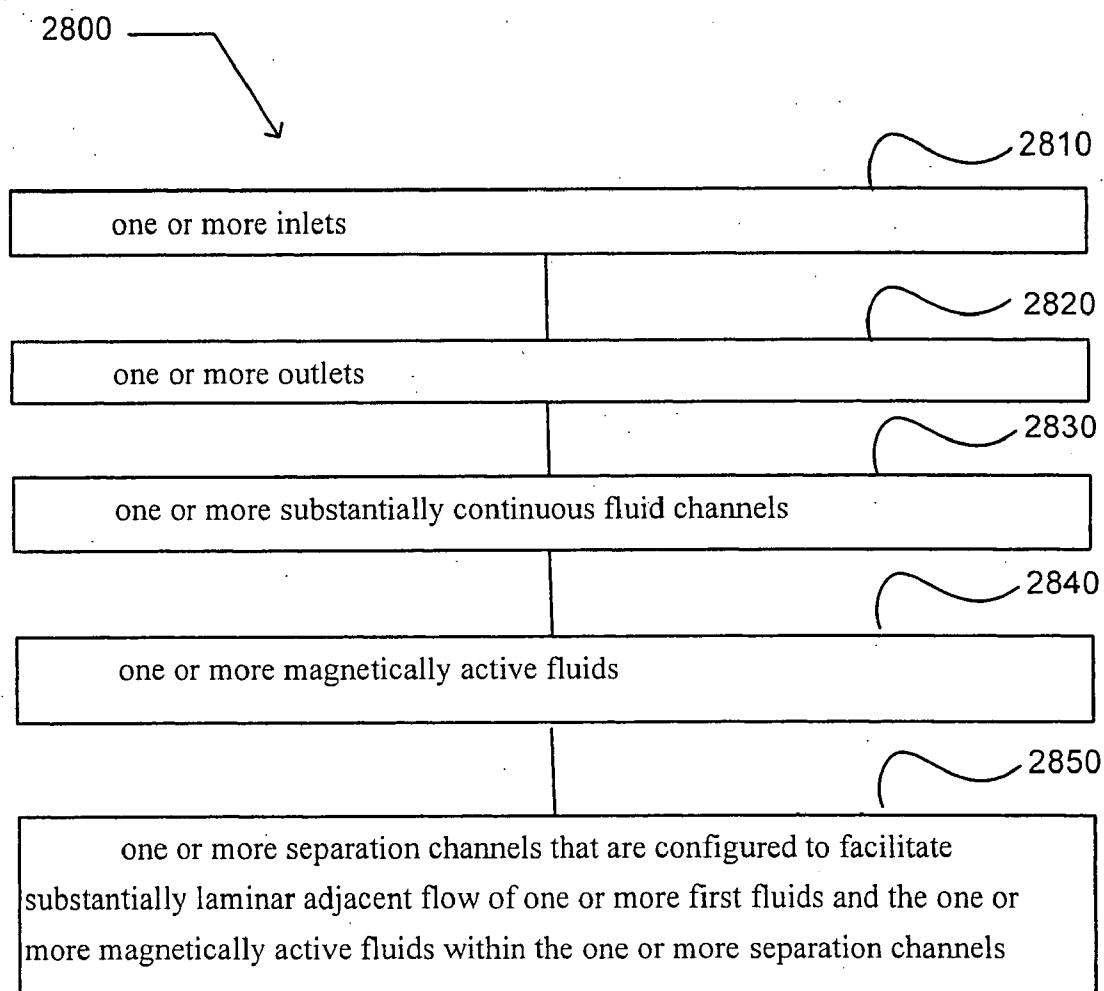 2800
2810
one or more inlets
2820
one or more outlets
2830
one or more substantially continuous fluid channels
2840
one or more magnetically active fluids
2850
one or more separation channels that are configured to facilitate
substantially laminar adjacent flow of one or more first fluids and the one or
more magnetically active fluids within the one or more separation channels